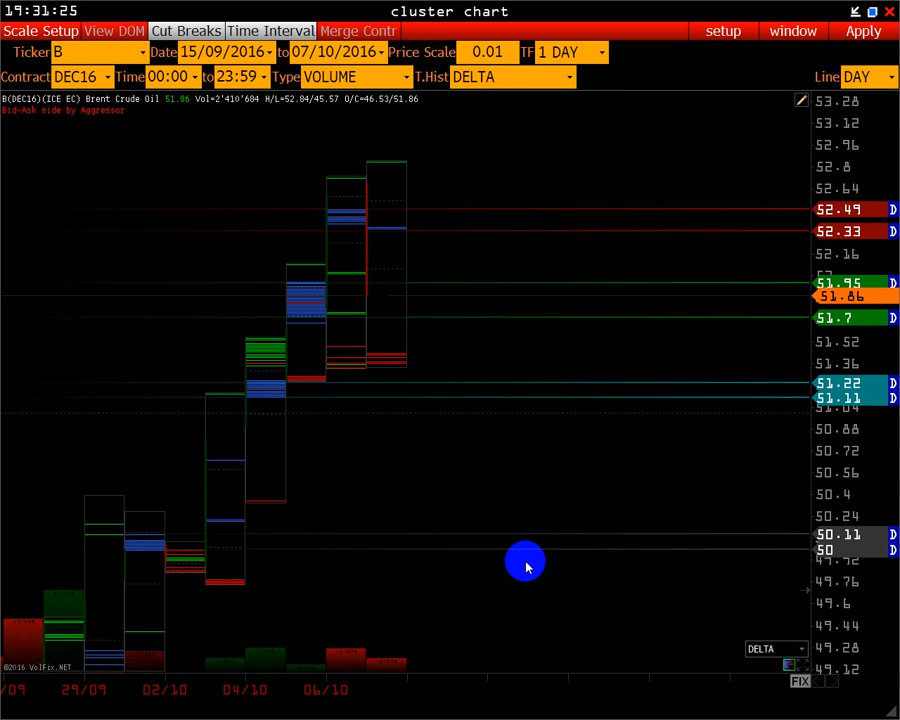 19:31:25 cluster chart
Scale Setup View DOM Cut Breaks Time Interval Merge Contr setup window Apply
Ticker B Date 15/09/2016 to 07/10/2016 Price Scale 0.01 TF 1 DAY
Contract DEC16 Time 00:00 to 23:59 Type VOLUME T.Hist DELTA Line DAY
B(DEC16)(ICE EC) Brent Crude Oil 51.86 Vol=2'410'684 H/L=52.84/45.57 O/C=46.53/51.86
Bid-Ask side by Aggressor
53.28
53.12
52.96
52.8
52.64
52.49 D
52.33 D
52.16
51.95 D
51.86
51.7 D
51.52
51.36
51.22 D
51.11 D
51.04
50.88
50.72
50.56
50.4
50.24
50.11 D
50 D
49.92
49.76
49.6
49.44
49.28
49.12
DELTA
©2016 VolFix.NET
FIX
/09 29/09 02/10 04/10 06/10